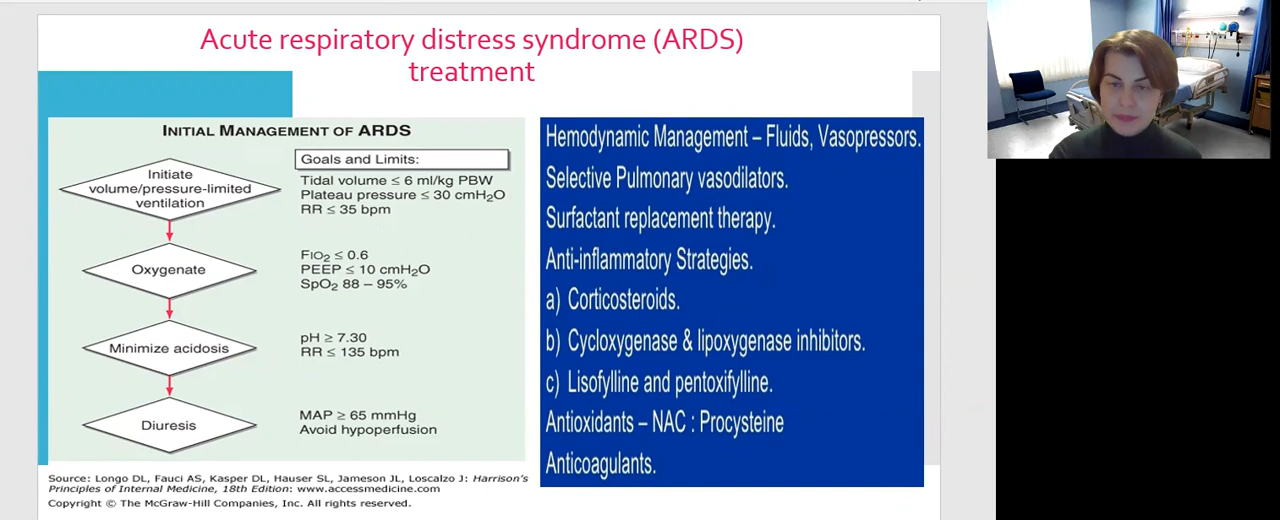 Acute respiratory distress syndrome (ARDS)
treatment
INITIAL MANAGEMENT OF ARDS
Initiate
volume/pressure-limited
ventilation
Goals and Limits:
Tidal volume ≤ 6 ml/kg PBW
Plateau pressure ≤ 30 cmH₂O
RR ≤ 35 bpm
Oxygenate
FIO₂ ≤ 0.6
PEEP ≤ 10 cmH₂O
SpO₂ 88 – 95%
Minimize acidosis
pH ≥ 7.30
RR ≤ 135 bpm
Diuresis
MAP ≥ 65 mmHg
Avoid hypoperfusion
Source: Longo DL, Fauci AS, Kasper DL, Hauser SL, Jameson JL, Loscalzo J: Harrison's
Principles of Internal Medicine, 18th Edition: www.accessmedicine.com
Copyright © The McGraw-Hill Companies, Inc. All rights reserved.
Hemodynamic Management – Fluids, Vasopressors.
Selective Pulmonary vasodilators.
Surfactant replacement therapy.
Anti-inflammatory Strategies.
a) Corticosteroids.
b) Cycloxygenase & lipoxygenase inhibitors.
c) Lisofylline and pentoxifylline.
Antioxidants – NAC : Procysteine
Anticoagulants.